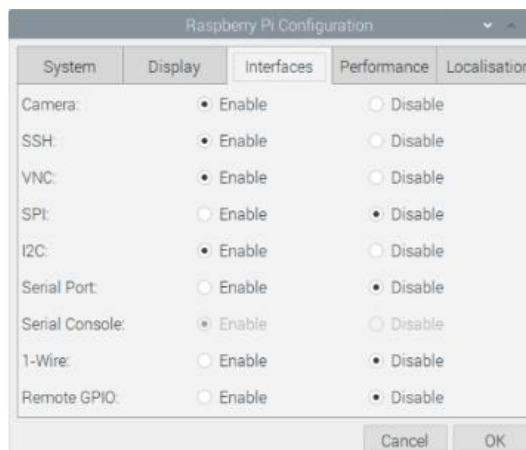 Raspberry Pi Configuration
System Display Interfaces Performance Localisation
Camera: Enable Disable
SSH: Enable Disable
VNC: Enable Disable
SPI: Enable Disable
I2C: Enable Disable
Serial Port: Enable Disable
Serial Console: Enable Disable
1-Wire: Enable Disable
Remote GPIO: Enable Disable
Cancel OK